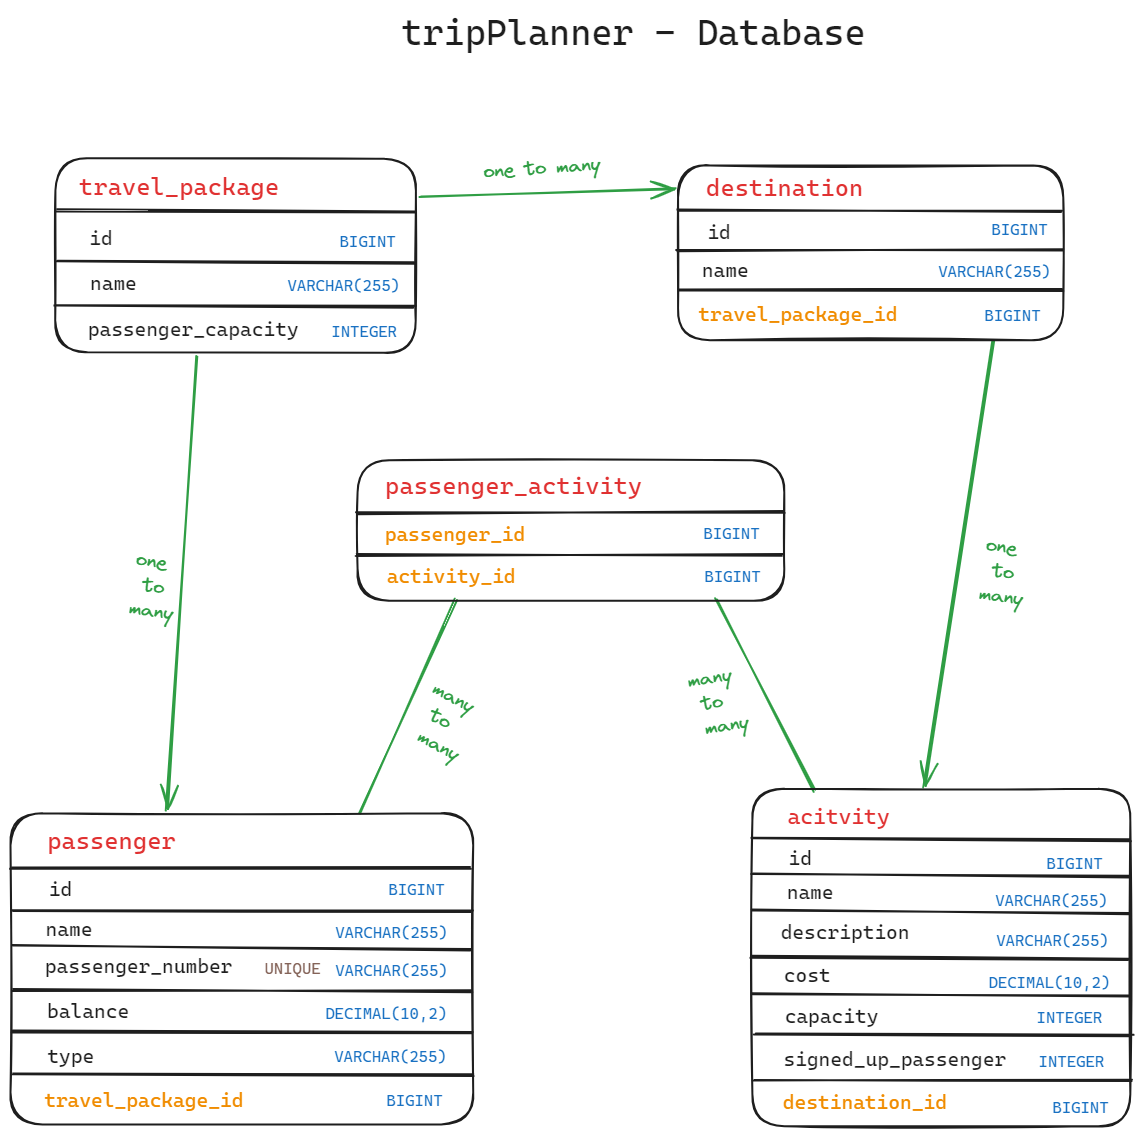 tripPlanner - Database
one to many
travel_package
id BIGINT
name VARCHAR(255)
passenger_capacity INTEGER
destination
id BIGINT
name VARCHAR(255)
travel_package_id BIGINT
passenger_activity
passenger_id BIGINT
activity_id BIGINT
one
to
many
one
to
many
many
to
many
many
to
many
passenger
id BIGINT
name VARCHAR(255)
passenger_number UNIQUE VARCHAR(255)
balance DECIMAL(10,2)
type VARCHAR(255)
travel_package_id BIGINT
acitvity
id BIGINT
name VARCHAR(255)
description VARCHAR(255)
cost DECIMAL(10,2)
capacity INTEGER
signed_up_passenger INTEGER
destination_id BIGINT